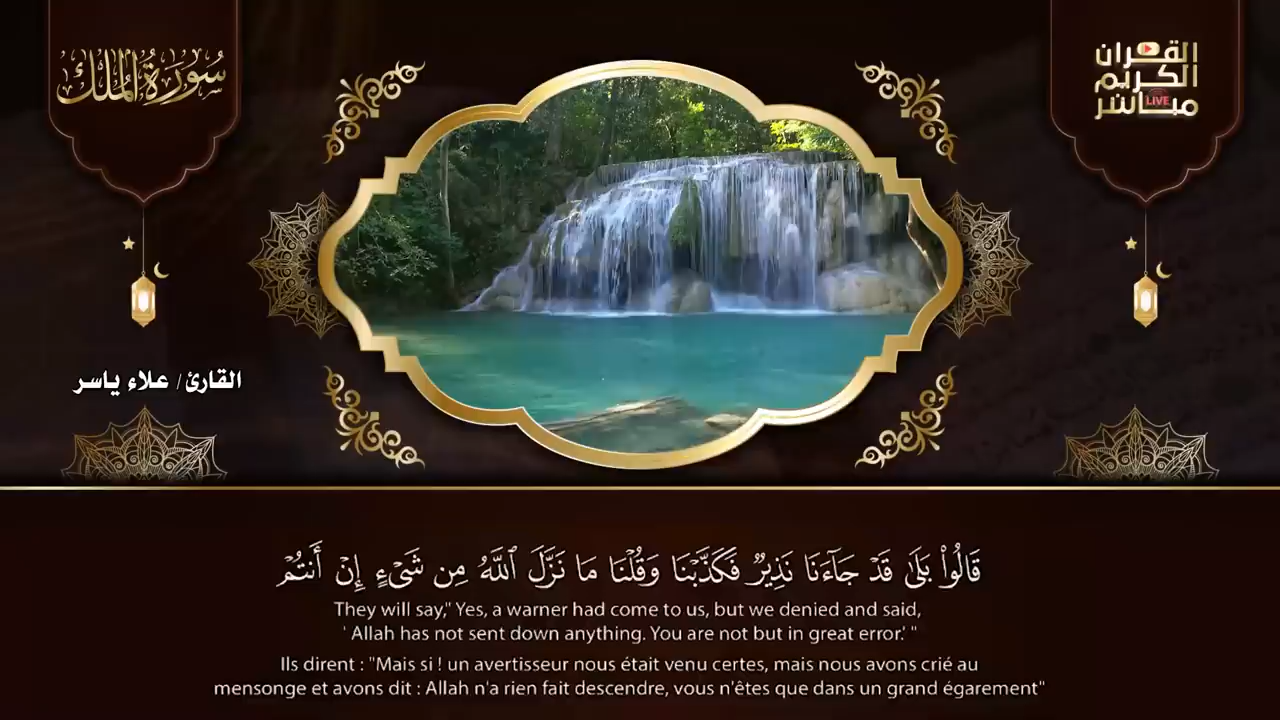 سُورَةُ الْمُلْك
القرآن
الكريم
مباشر
LIVE
القارئ/ علاء ياسر
قَالُوا۟ بَلَىٰ قَدْ جَآءَنَا نَذِيرٌ فَكَذَّبْنَا وَقُلْنَا مَا نَزَّلَ ٱللَّهُ مِن شَىْءٍ إِنْ أَنتُمْ
They will say," Yes, a warner had come to us, but we denied and said,
' Allah has not sent down anything. You are not but in great error.' "
Ils dirent : "Mais si ! un avertisseur nous était venu certes, mais nous avons crié au
mensonge et avons dit : Allah n'a rien fait descendre, vous n'êtes que dans un grand égarement"